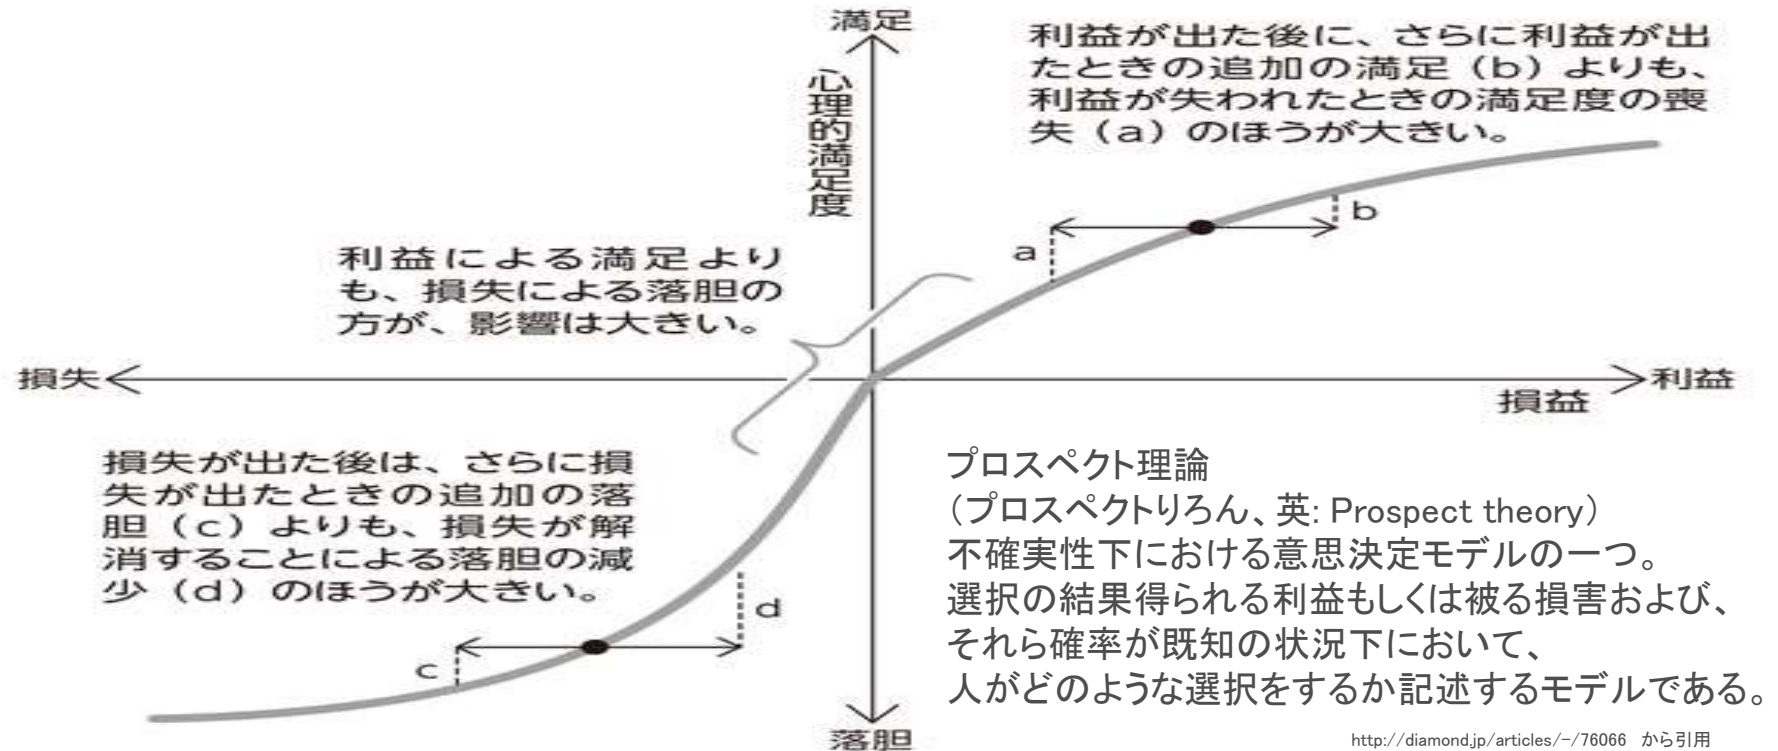 満足
心理的満足度
利益が出た後に、さらに利益が出
たときの追加の満足（b）よりも、
利益が失われたときの満足度の喪
失（a）のほうが大きい。
b
a
利益による満足より
も、損失による落胆の
方が、影響は大きい。
損失
利益
損益
損失が出た後は、さらに損
失が出たときの追加の落
胆（c）よりも、損失が解
消することによる落胆の減
少（d）のほうが大きい。
d
c
プロスペクト理論
（プロスペクトりろん、英: Prospect theory）
不確実性下における意思決定モデルの一つ。
選択の結果得られる利益もしくは被る損害および、
それら確率が既知の状況下において、
人がどのような選択をするか記述するモデルである。
落胆
http://diamond.jp/articles/-/76066 から引用